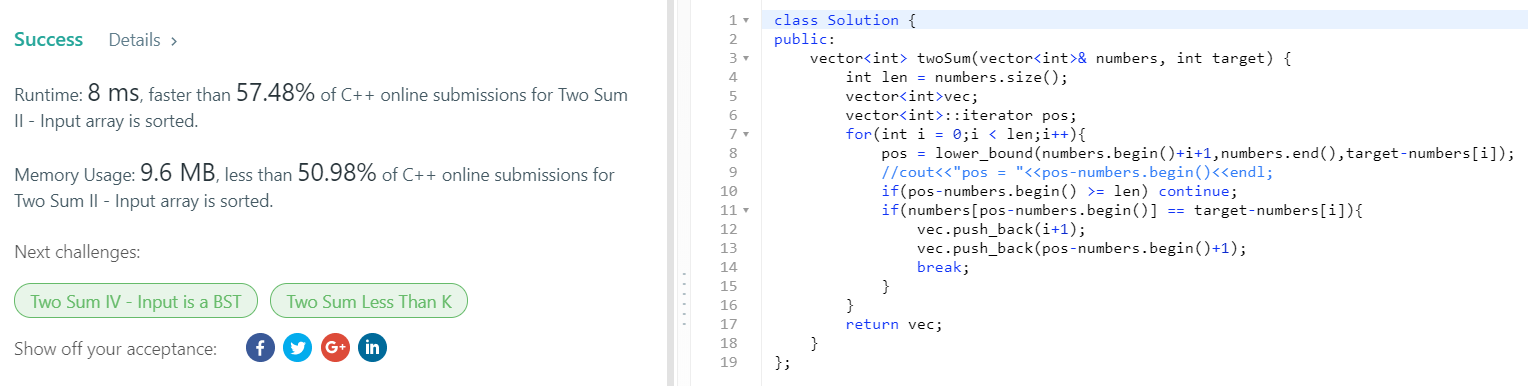 Success Details >
Runtime: 8 ms, faster than 57.48% of C++ online submissions for Two Sum
II - Input array is sorted.
Memory Usage: 9.6 MB, less than 50.98% of C++ online submissions for
Two Sum II - Input array is sorted.
Next challenges:
Two Sum IV - Input is a BST Two Sum Less Than K
Show off your acceptance: f G+ in
1 class Solution {
2 public:
3     vector<int> twoSum(vector<int>& numbers, int target) {
4         int len = numbers.size();
5         vector<int>vec;
6         vector<int>::iterator pos;
7         for(int i = 0;i < len;i++){
8             pos = lower_bound(numbers.begin()+i+1,numbers.end(),target-numbers[i]);
9             //cout<<"pos = "<<pos-numbers.begin()<<endl;
10             if(pos-numbers.begin() >= len) continue;
11             if(numbers[pos-numbers.begin()] == target-numbers[i]){
12                 vec.push_back(i+1);
13                 vec.push_back(pos-numbers.begin()+1);
14                 break;
15             }
16         }
17         return vec;
18     }
19 };